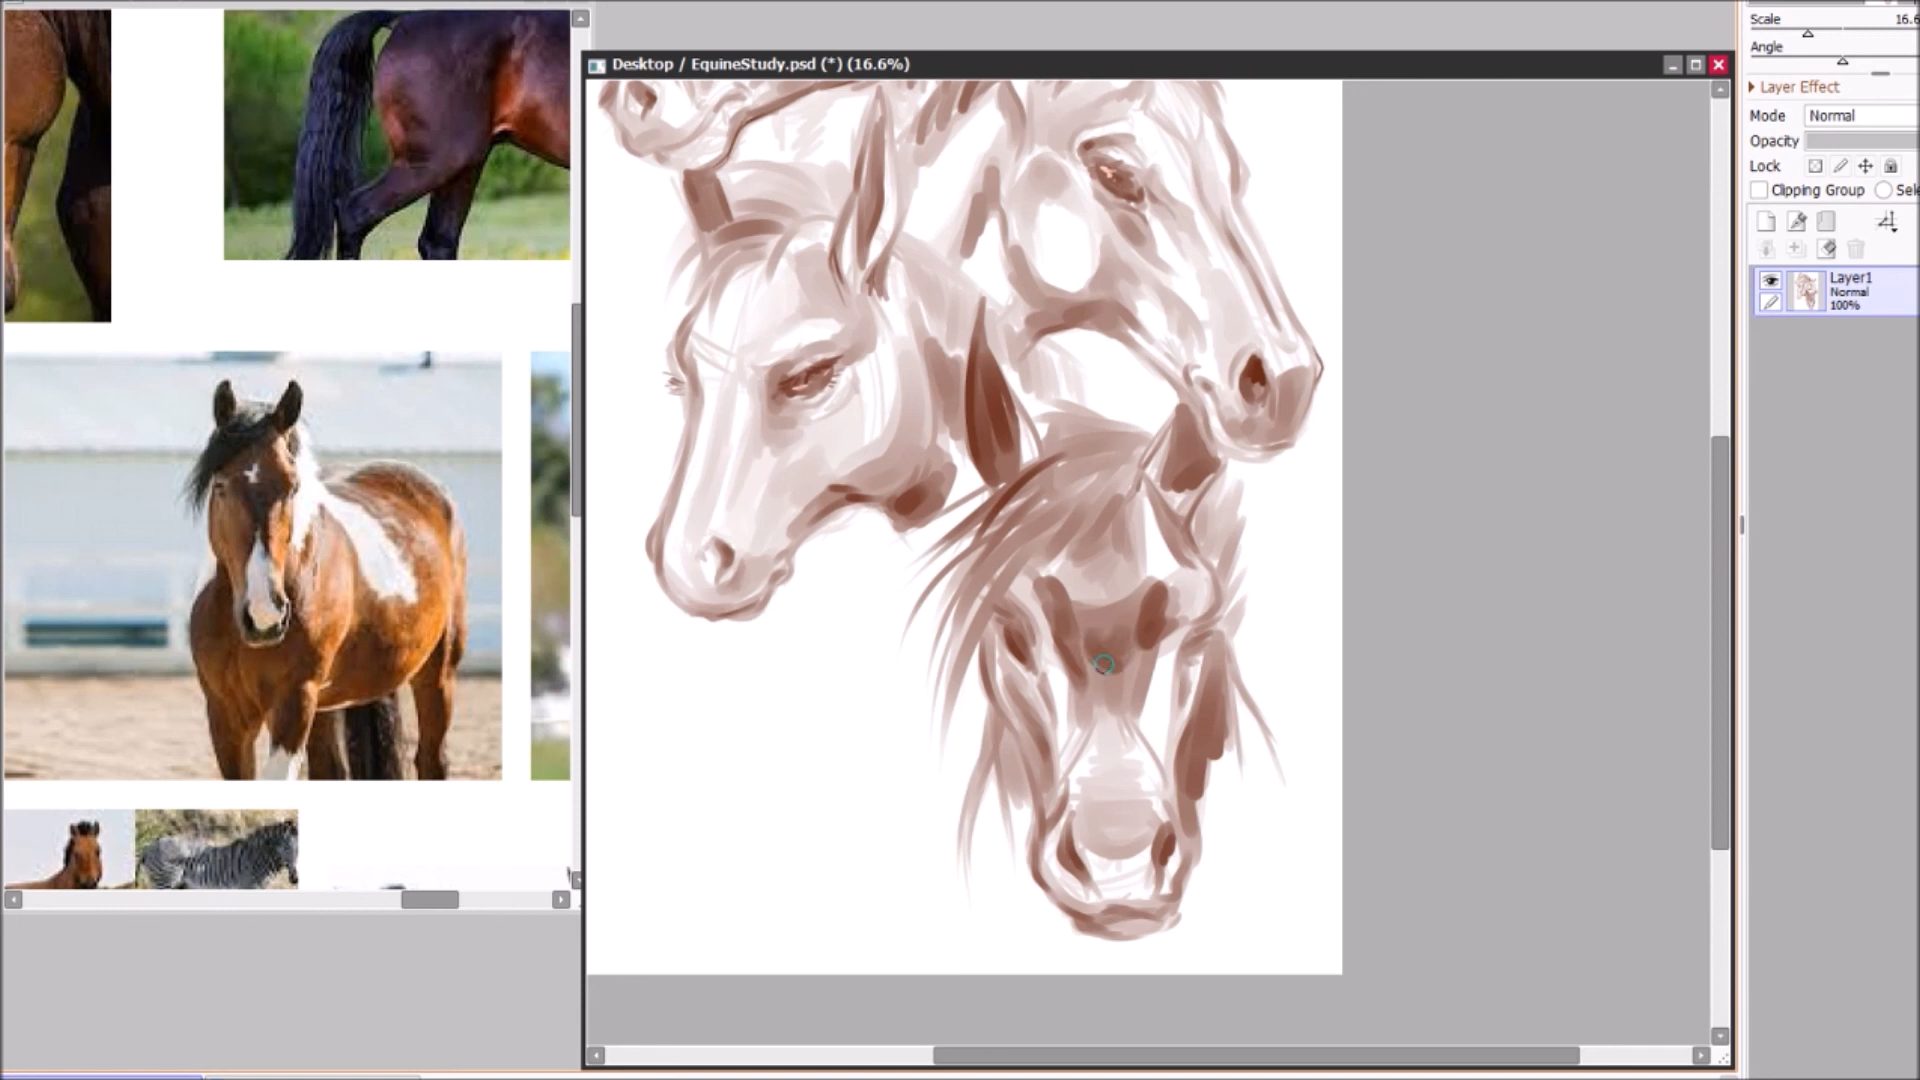 Desktop / EquineStudy.psd (*) (16.6%)
Scale 16.6
Angle
Layer Effect
Mode Normal
Opacity
Lock
Clipping Group
Layer1
Normal
100%